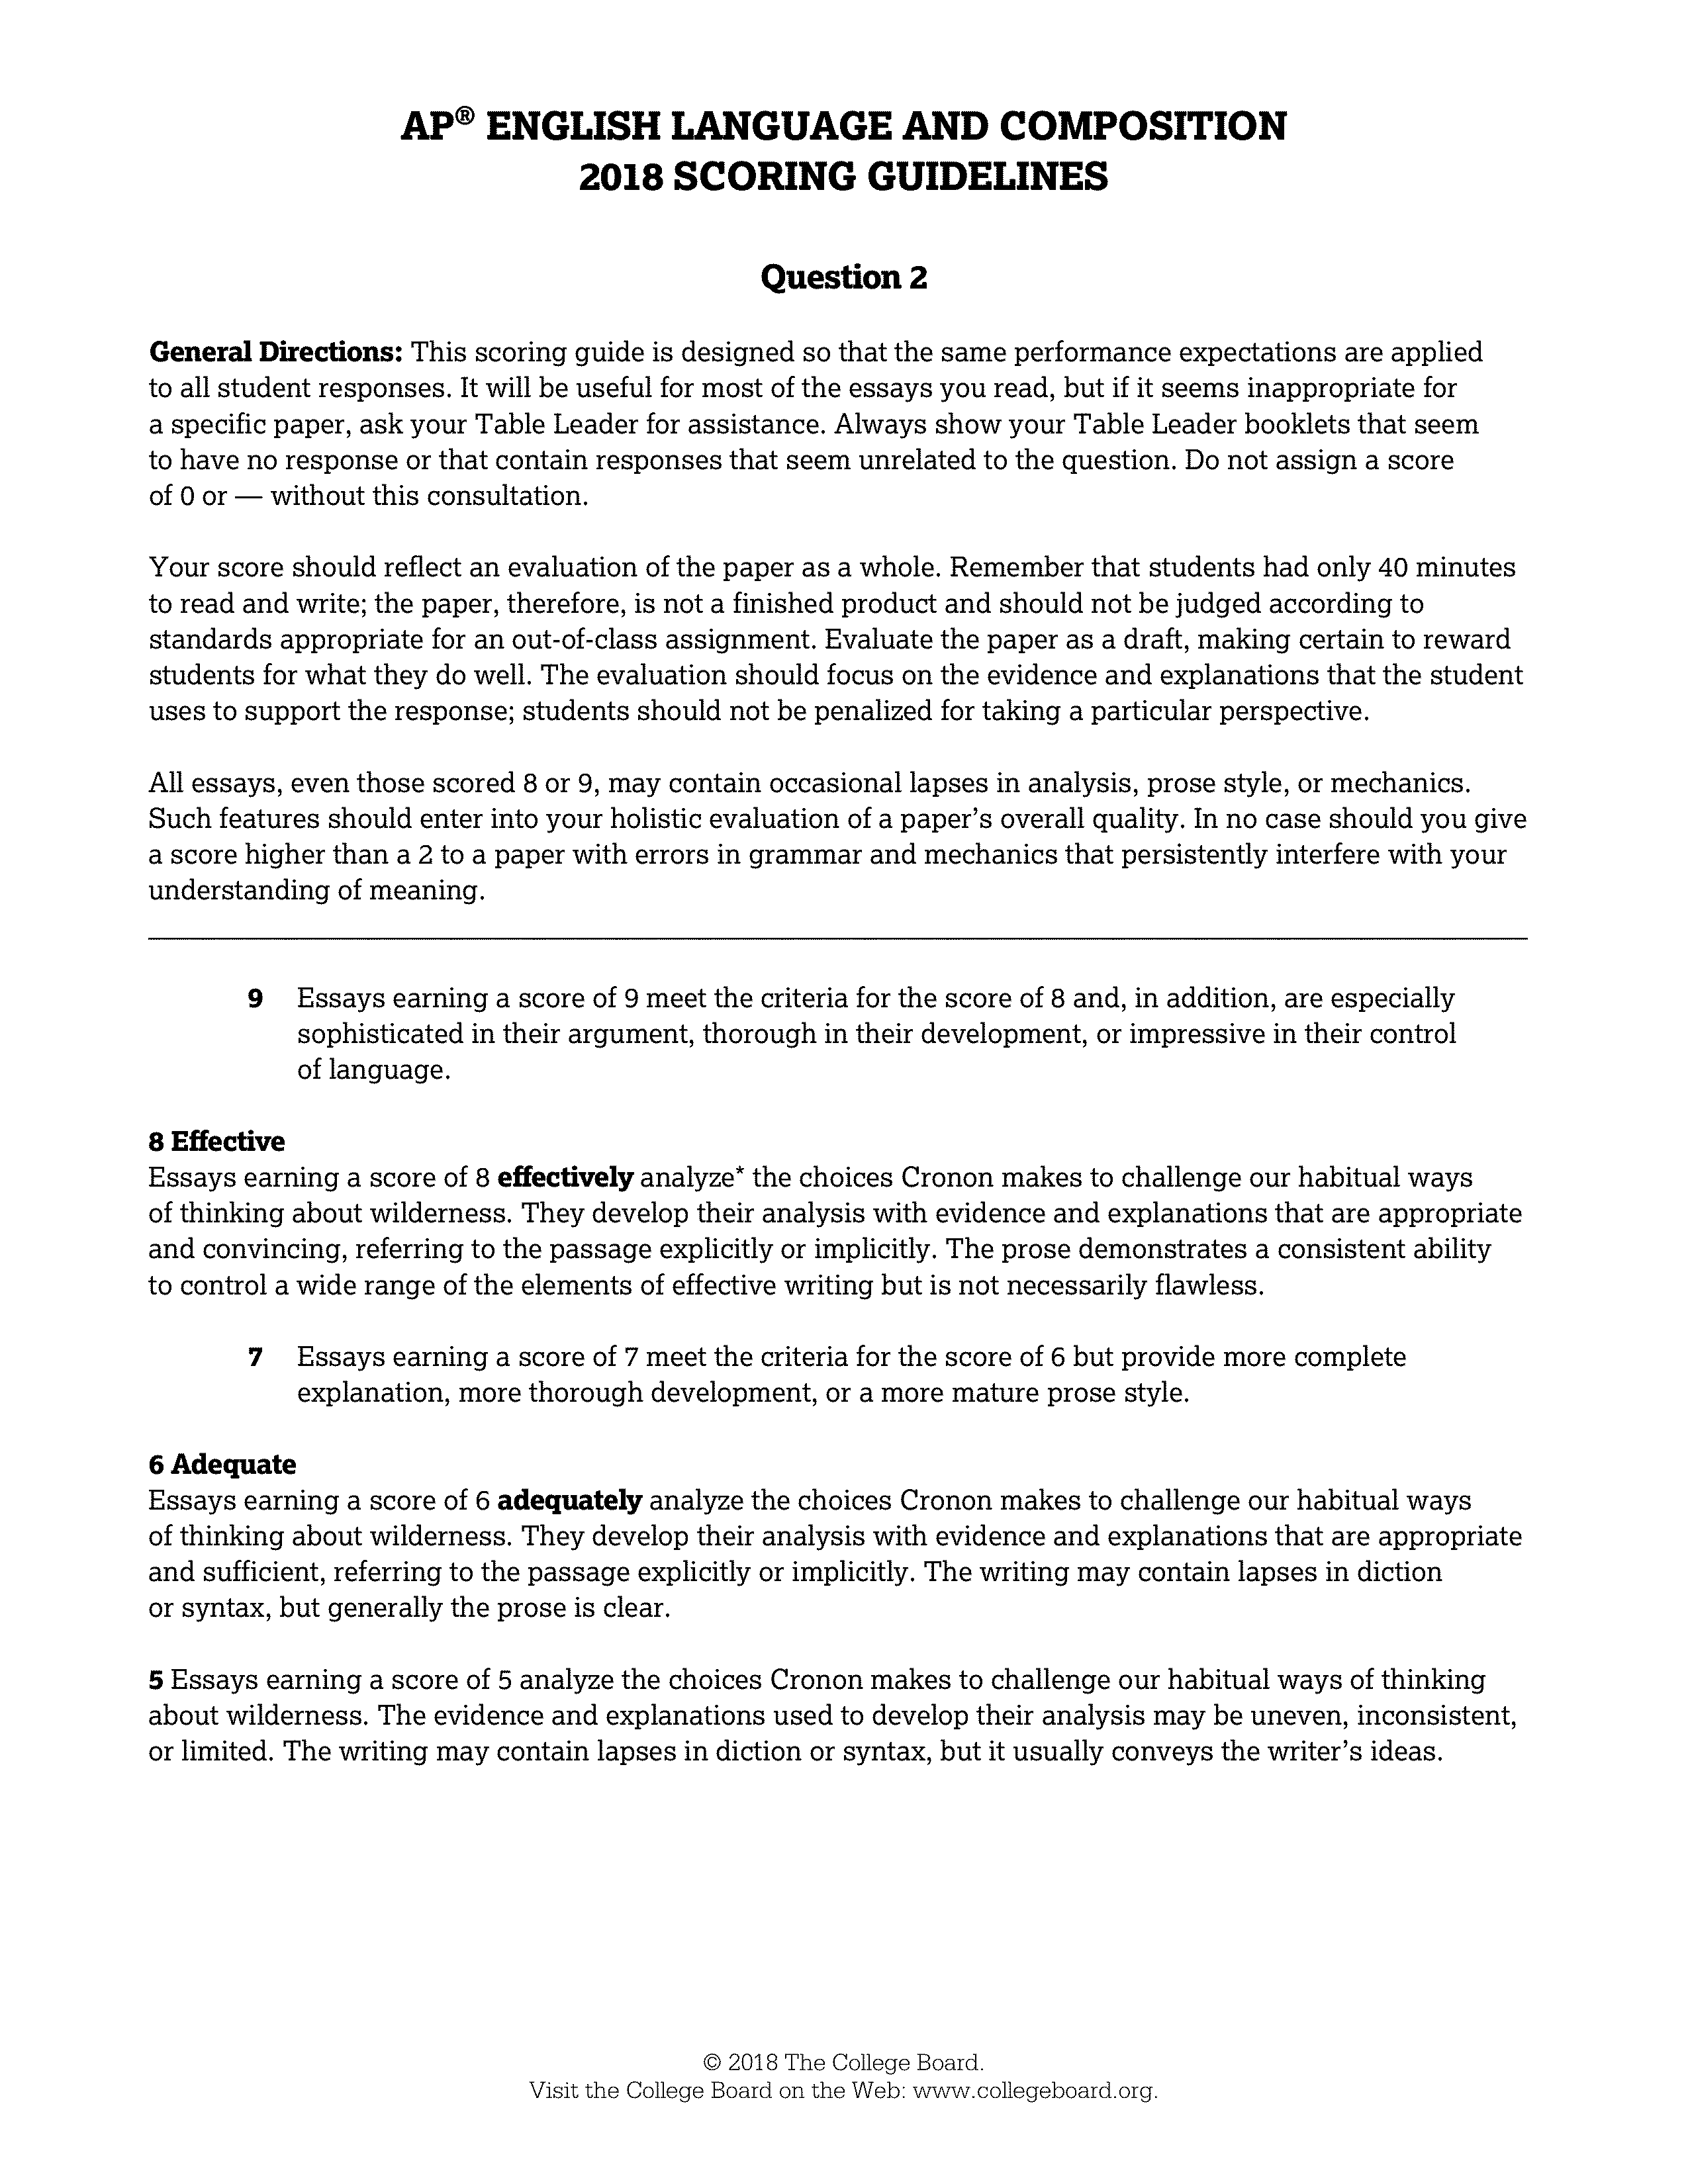 AP® ENGLISH LANGUAGE AND COMPOSITION
2018 SCORING GUIDELINES
Question 2
General Directions: This scoring guide is designed so that the same performance expectations are applied
to all student responses. It will be useful for most of the essays you read, but if it seems inappropriate for
a specific paper, ask your Table Leader for assistance. Always show your Table Leader booklets that seem
to have no response or that contain responses that seem unrelated to the question. Do not assign a score
of 0 or — without this consultation.
Your score should reflect an evaluation of the paper as a whole. Remember that students had only 40 minutes
to read and write; the paper, therefore, is not a finished product and should not be judged according to
standards appropriate for an out-of-class assignment. Evaluate the paper as a draft, making certain to reward
students for what they do well. The evaluation should focus on the evidence and explanations that the student
uses to support the response; students should not be penalized for taking a particular perspective.
All essays, even those scored 8 or 9, may contain occasional lapses in analysis, prose style, or mechanics.
Such features should enter into your holistic evaluation of a paper’s overall quality. In no case should you give
a score higher than a 2 to a paper with errors in grammar and mechanics that persistently interfere with your
understanding of meaning.
9 Essays earning a score of 9 meet the criteria for the score of 8 and, in addition, are especially
sophisticated in their argument, thorough in their development, or impressive in their control
of language.
8 Effective
Essays earning a score of 8 effectively analyze* the choices Cronon makes to challenge our habitual ways
of thinking about wilderness. They develop their analysis with evidence and explanations that are appropriate
and convincing, referring to the passage explicitly or implicitly. The prose demonstrates a consistent ability
to control a wide range of the elements of effective writing but is not necessarily flawless.
7 Essays earning a score of 7 meet the criteria for the score of 6 but provide more complete
explanation, more thorough development, or a more mature prose style.
6 Adequate
Essays earning a score of 6 adequately analyze the choices Cronon makes to challenge our habitual ways
of thinking about wilderness. They develop their analysis with evidence and explanations that are appropriate
and sufficient, referring to the passage explicitly or implicitly. The writing may contain lapses in diction
or syntax, but generally the prose is clear.
5 Essays earning a score of 5 analyze the choices Cronon makes to challenge our habitual ways of thinking
about wilderness. The evidence and explanations used to develop their analysis may be uneven, inconsistent,
or limited. The writing may contain lapses in diction or syntax, but it usually conveys the writer’s ideas.
© 2018 The College Board.
Visit the College Board on the Web: www.collegeboard.org.